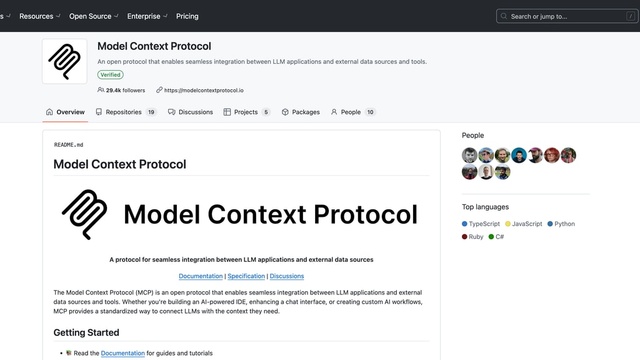 s Resources Open Source Enterprise Pricing Search or jump to... /
Model Context Protocol
An open protocol that enables seamless integration between LLM applications and external data sources and tools.
Verified
29.4k followers https://modelcontextprotocol.io
Overview Repositories 19 Discussions Projects 5 Packages People 10
README.md
Model Context Protocol
Model Context Protocol
A protocol for seamless integration between LLM applications and external data sources
Documentation | Specification | Discussions
The Model Context Protocol (MCP) is an open protocol that enables seamless integration between LLM applications and external
data sources and tools. Whether you're building an AI-powered IDE, enhancing a chat interface, or creating custom AI workflows,
MCP provides a standardized way to connect LLMs with the context they need.
Getting Started
• Read the Documentation for guides and tutorials
People
Top languages
TypeScript JavaScript Python
Ruby C#